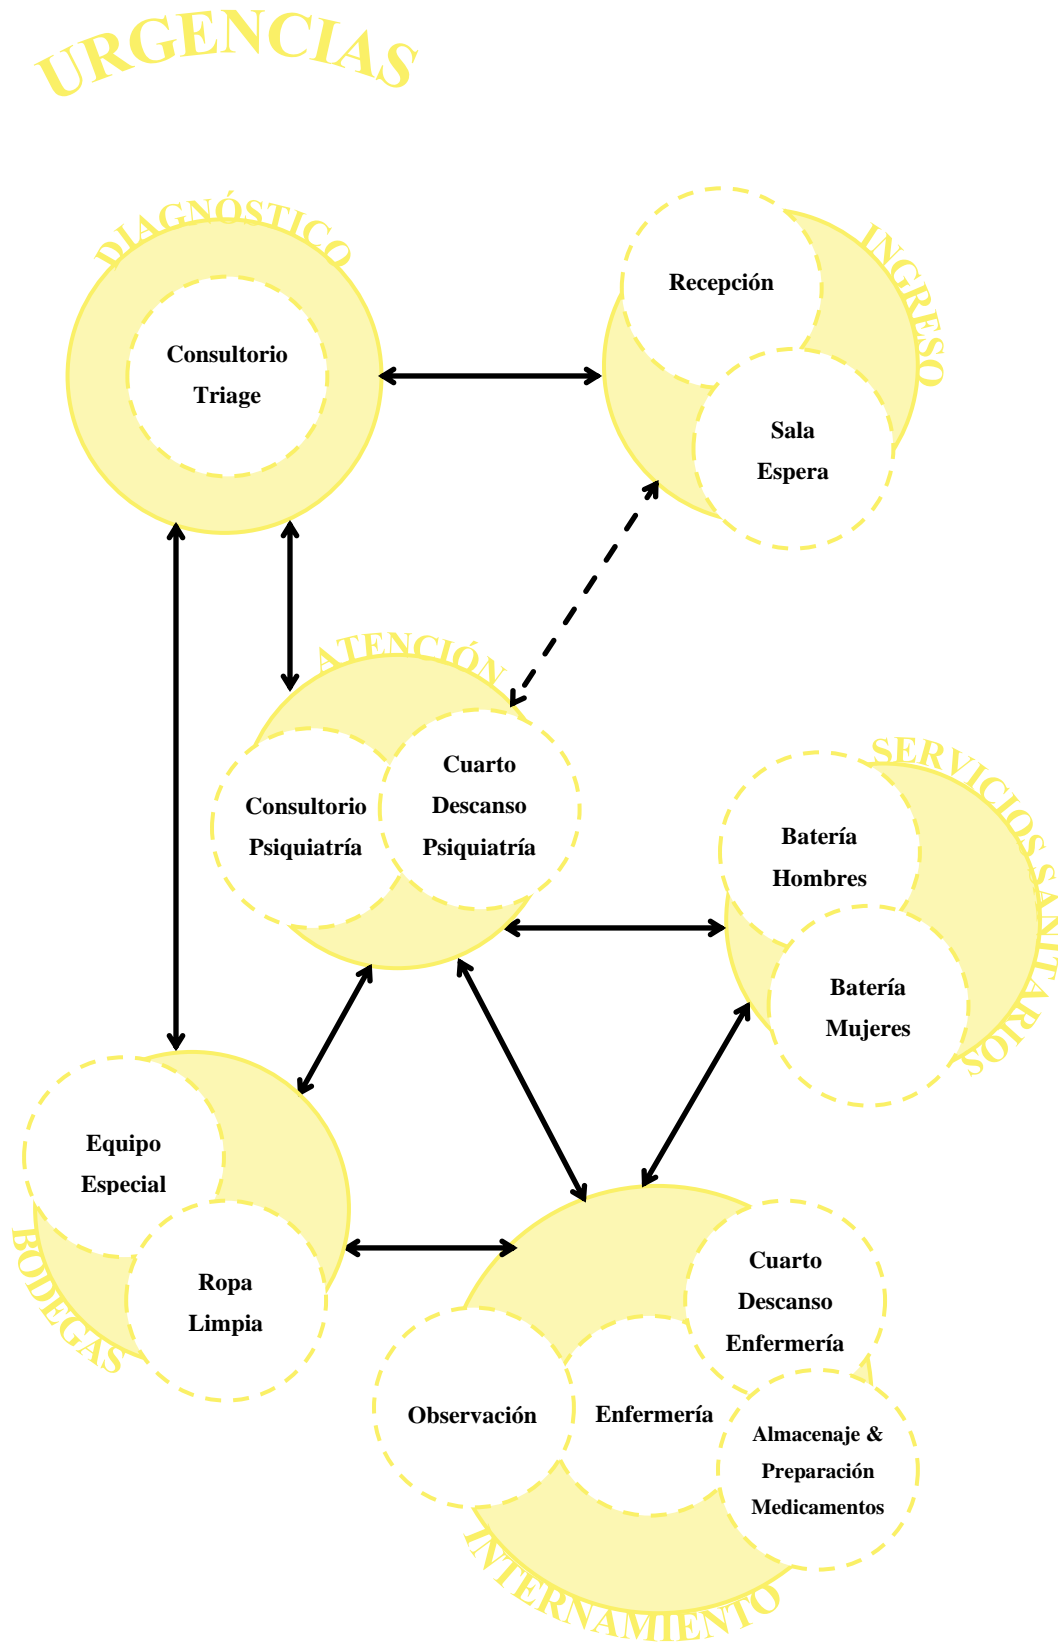 URGENCIAS
DIAGNÓSTICO
Consultorio
Triage
INGRESO
Recepción
Sala
Espera
ATENCIÓN
Consultorio
Psiquiatría
Cuarto
Descanso
Psiquiatría
SERVICIOS SANITARIOS
Batería
Hombres
Batería
Mujeres
BODEGAS
Equipo
Especial
Ropa
Limpia
INTERNAMIENTO
Cuarto
Descanso
Enfermería
Observación
Enfermería
Almacenaje &
Preparación
Medicamentos